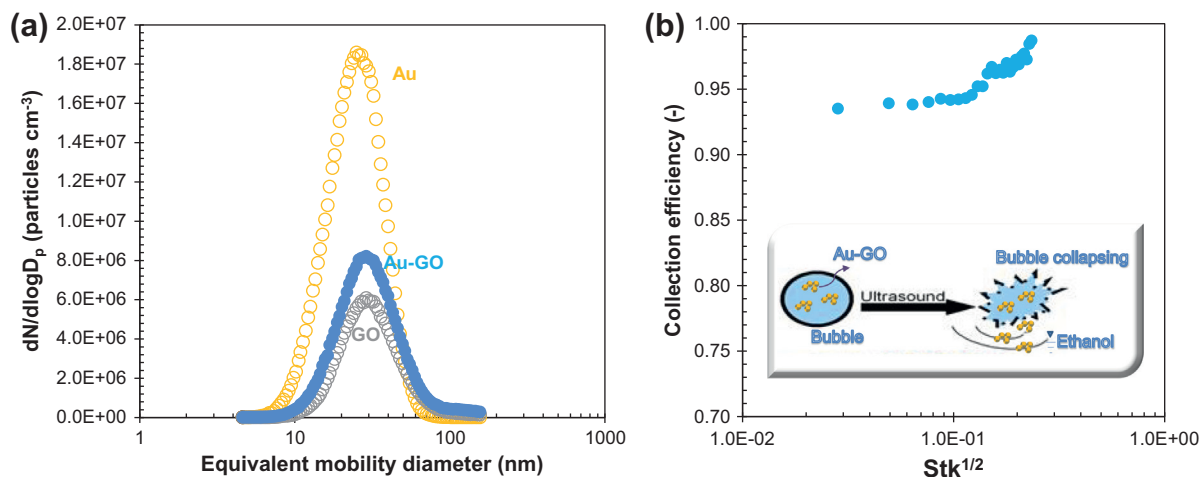 (a)
dN/dlogDp (particles cm-3)
2.0E+07
1.8E+07
1.6E+07
1.4E+07
1.2E+07
1.0E+07
8.0E+06
6.0E+06
4.0E+06
2.0E+06
0.0E+00
Au
Au-GO
GO
1 10 100 1000
Equivalent mobility diameter (nm)
(b)
Collection efficiency (-)
1.00
0.95
0.90
0.85
0.80
0.75
0.70
Au-GO
Bubble collapsing
Ultrasound
Bubble
Ethanol
1.0E-02 1.0E-01 1.0E+00
Stk1/2